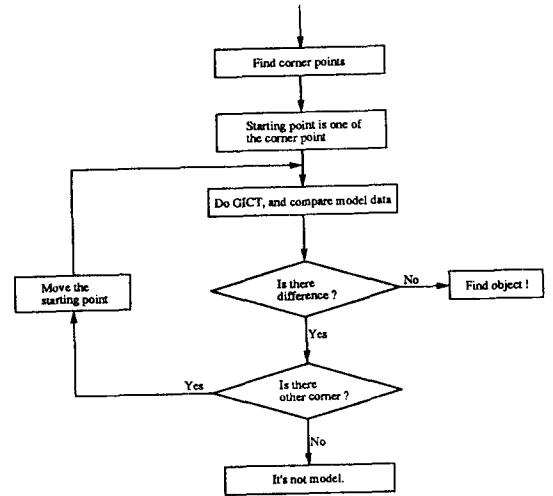 Find corner points
Starting point is one of
the corner point
Do GICT, and compare model data
Is there
difference ?
No
Find object !
Move the
starting point
Yes
Is there
other corner ?
Yes
No
It's not model.